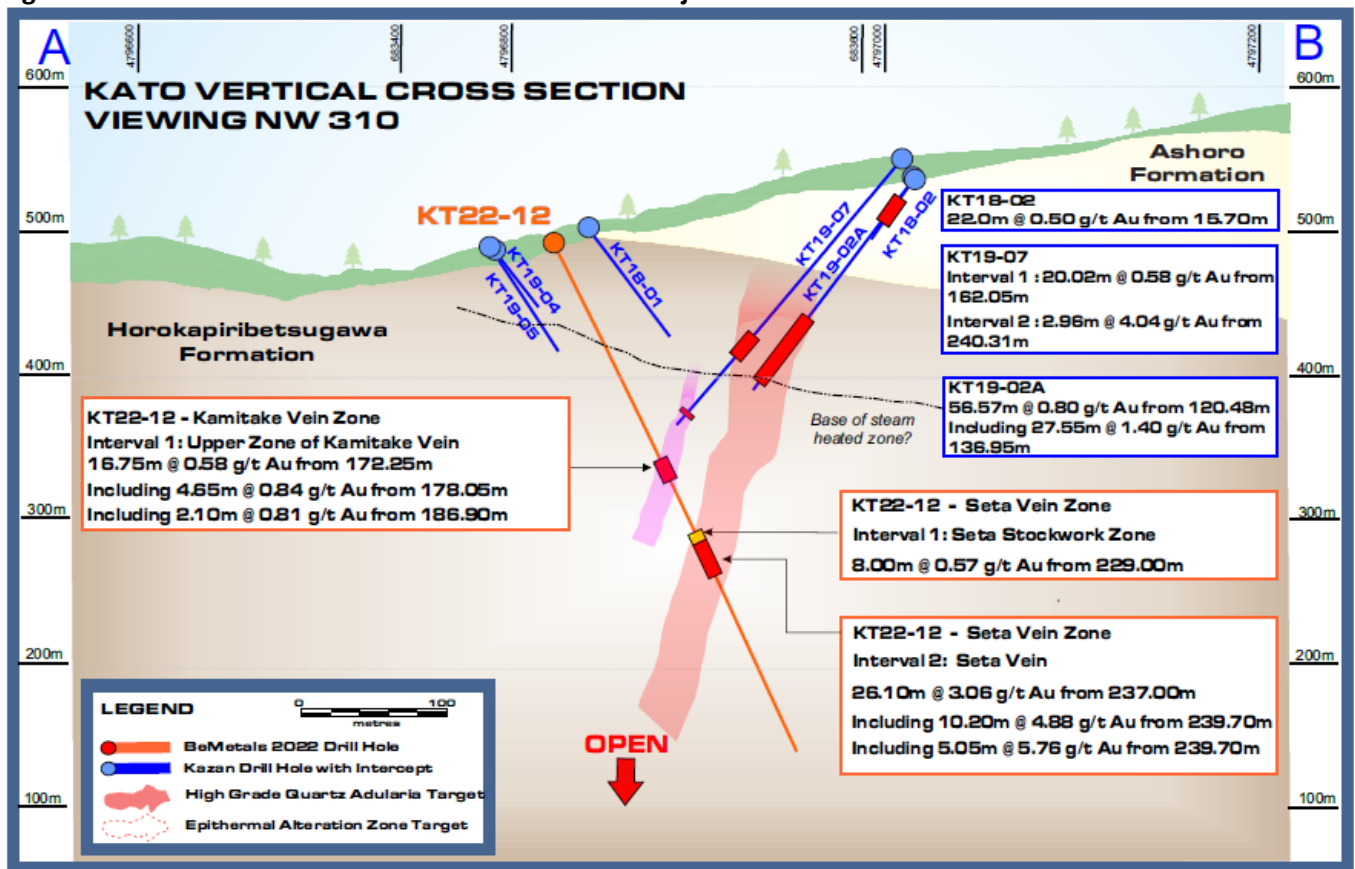 A
B
4796600
683400
4796800
683600
4797000
4797200
600m
600m
KATO VERTICAL CROSS SECTION
VIEWING NW 310
Ashoro
Formation
KT22-12
500m
500m
KT19-04
KT19-05
KT18-01
KT19-07
KT19-02A
KT18-02
KT18-02
22.0m @ 0.50 g/t Au from 15.70m
KT19-07
Interval 1 : 20.02m @ 0.58 g/t Au from
162.05m
Interval 2 : 2.96m @ 4.04 g/t Au from
240.31m
Horokapiribetsugawa
Formation
400m
400m
KT19-02A
56.57m @ 0.80 g/t Au from 120.48m
Including 27.55m @ 1.40 g/t Au from
136.95m
Base of steam
heated zone?
KT22-12 - Kamitake Vein Zone
Interval 1: Upper Zone of Kamitake Vein
16.75m @ 0.58 g/t Au from 172.25m
Including 4.65m @ 0.84 g/t Au from 178.05m
Including 2.10m @ 0.81 g/t Au from 186.90m
300m
300m
KT22-12 - Seta Vein Zone
Interval 1: Seta Stockwork Zone
8.00m @ 0.57 g/t Au from 229.00m
KT22-12 - Seta Vein Zone
Interval 2: Seta Vein
26.10m @ 3.06 g/t Au from 237.00m
Including 10.20m @ 4.88 g/t Au from 239.70m
Including 5.05m @ 5.76 g/t Au from 239.70m
200m
200m
LEGEND
0 100
metres
BeMetals 2022 Drill Hole
Kazan Drill Hole with Intercept
High Grade Quartz Adularia Target
Epithermal Alteration Zone Target
OPEN
100m
100m